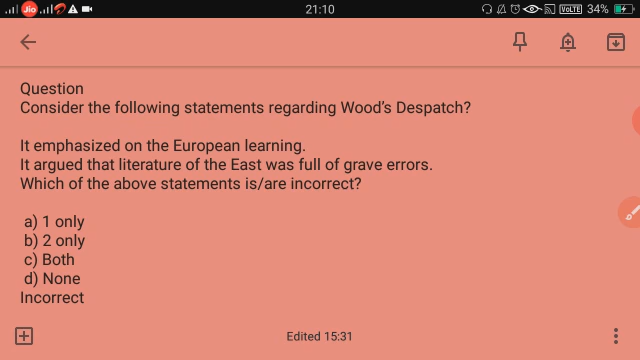 Jio
21:10
VoLTE
34%
Question
Consider the following statements regarding Wood's Despatch?
It emphasized on the European learning.
It argued that literature of the East was full of grave errors.
Which of the above statements is/are incorrect?
a) 1 only
b) 2 only
c) Both
d) None
Incorrect
Edited 15:31